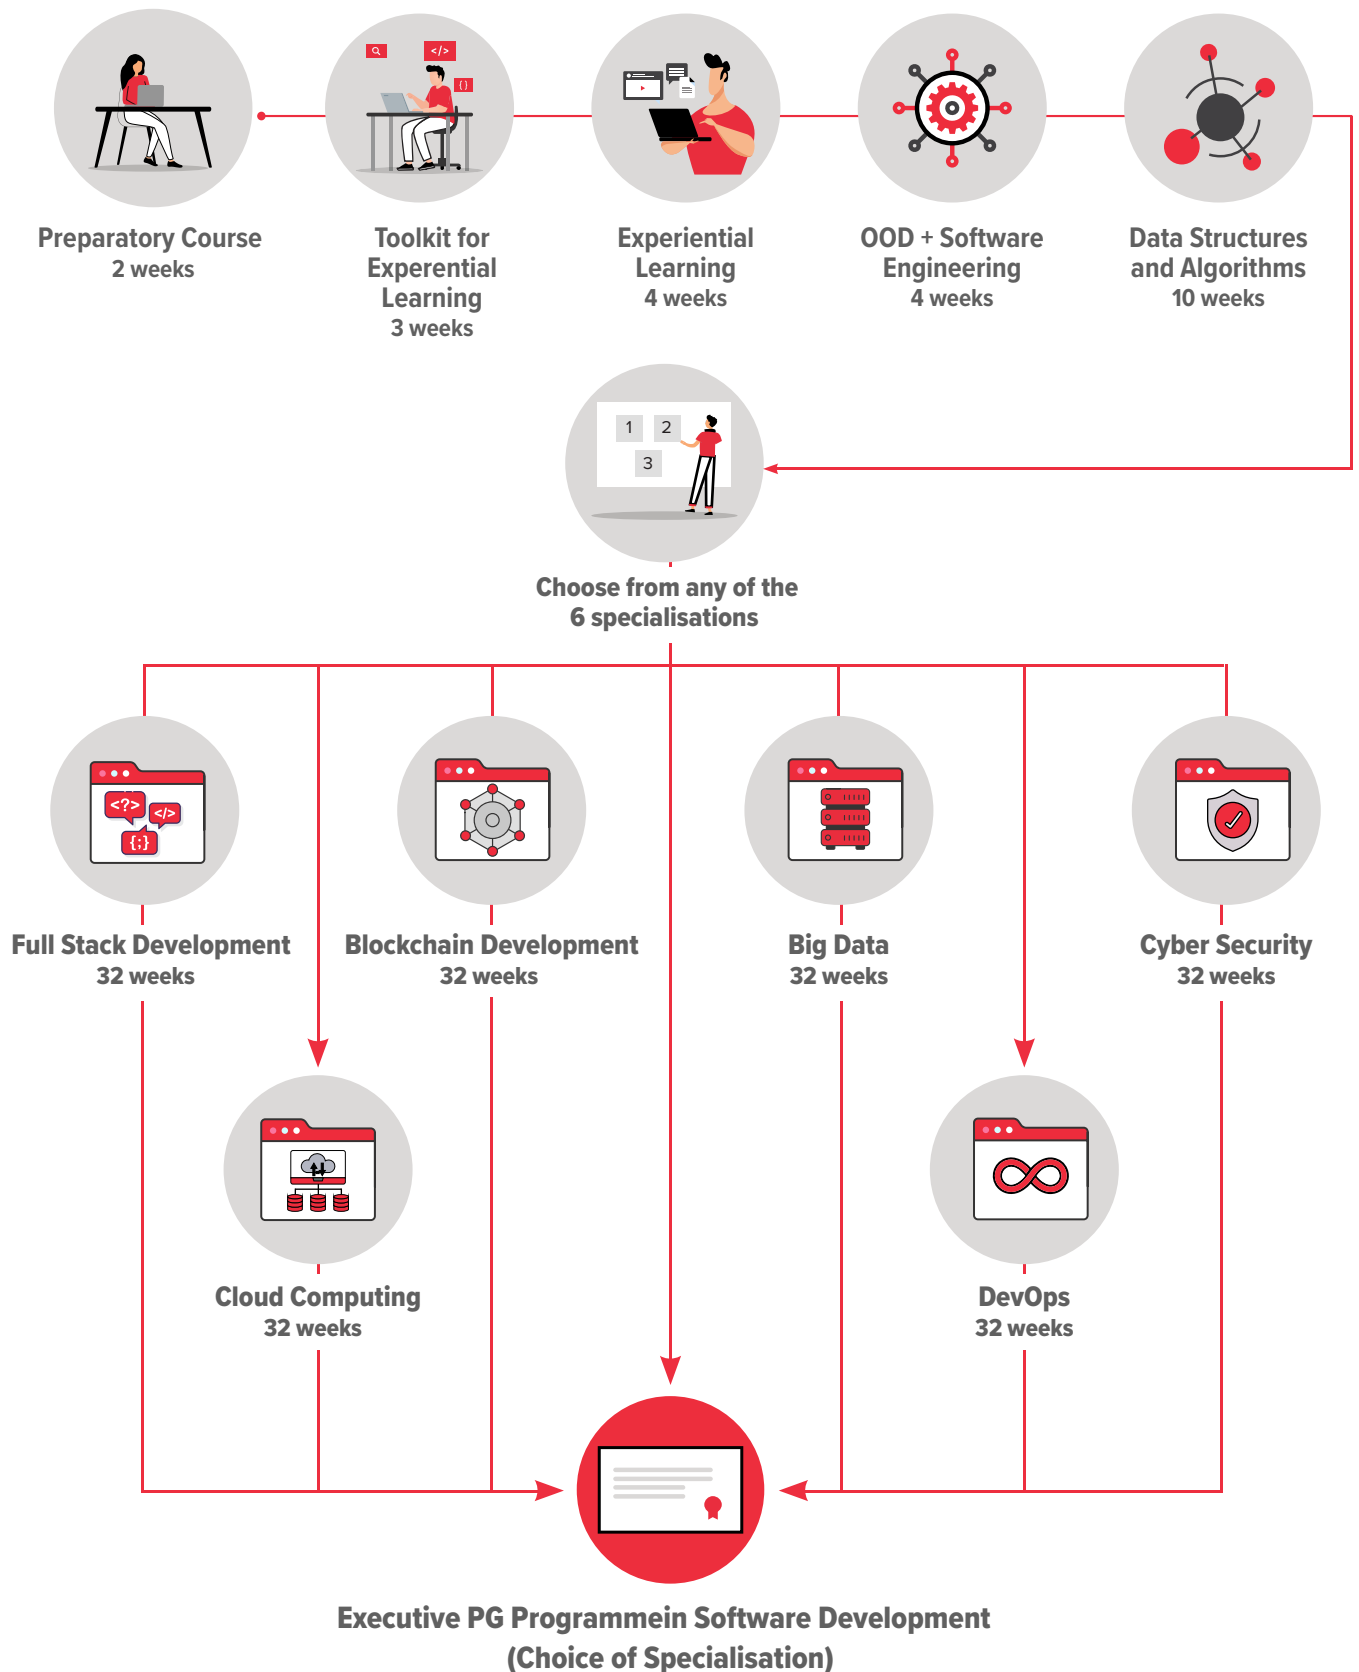 </>
{ }
Preparatory Course
2 weeks
Toolkit for
Experential
Learning
3 weeks
Experiential
Learning
4 weeks
OOD + Software
Engineering
4 weeks
Data Structures
and Algorithms
10 weeks
1 2
3
Choose from any of the
6 specialisations
<?>
</>
{;}
Full Stack Development
32 weeks
Blockchain Development
32 weeks
Big Data
32 weeks
Cyber Security
32 weeks
Cloud Computing
32 weeks
DevOps
32 weeks
Executive PG Programmein Software Development
(Choice of Specialisation)